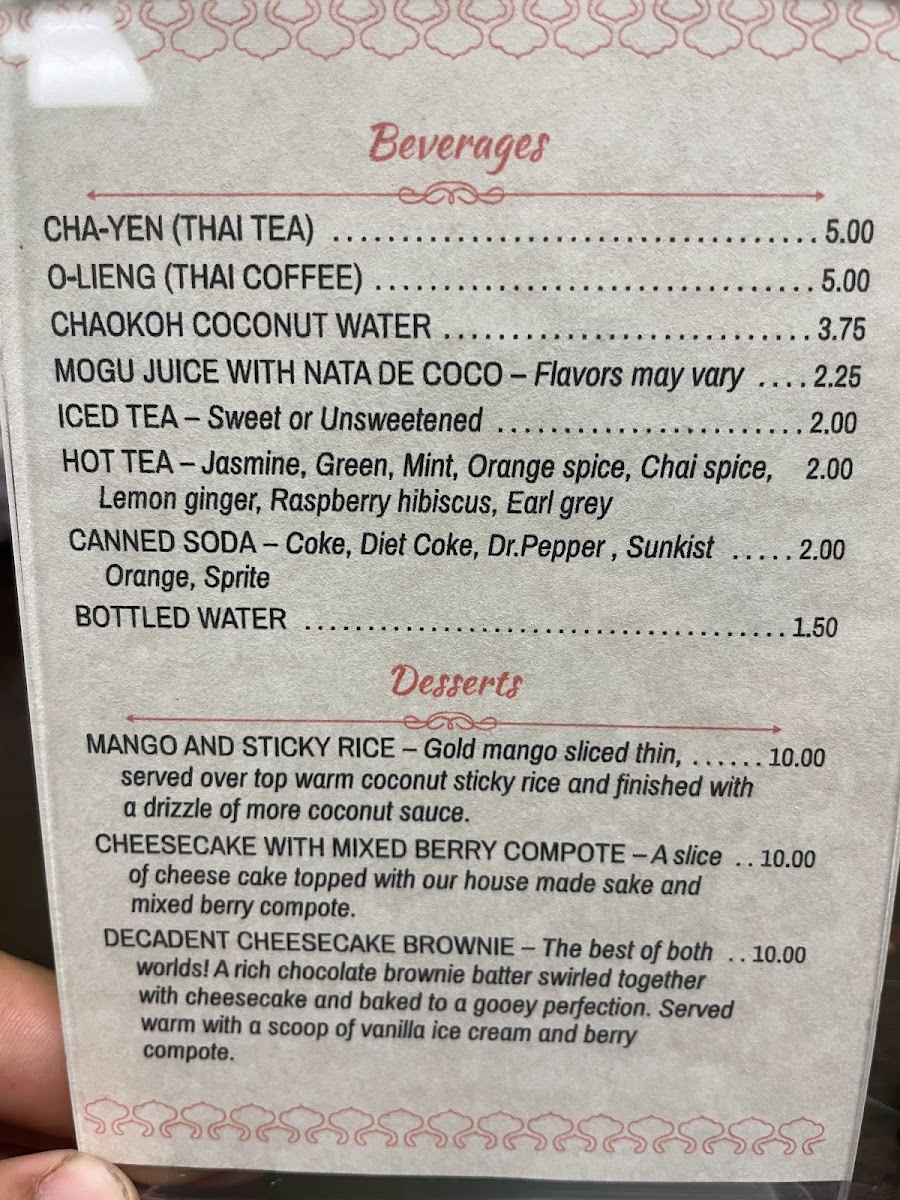 Beverages
CHA-YEN (THAI TEA) ..................................... 5.00
O-LIENG (THAI COFFEE) ................................. 5.00
CHAOKOH COCONUT WATER ............................ 3.75
MOGU JUICE WITH NATA DE COCO – Flavors may vary .... 2.25
ICED TEA – Sweet or Unsweetened ........................ 2.00
HOT TEA – Jasmine, Green, Mint, Orange spice, Chai spice, 2.00
Lemon ginger, Raspberry hibiscus, Earl grey
CANNED SODA – Coke, Diet Coke, Dr.Pepper , Sunkist ..... 2.00
Orange, Sprite
BOTTLED WATER ..................................... 1.50
Desserts
MANGO AND STICKY RICE – Gold mango sliced thin, ...... 10.00
served over top warm coconut sticky rice and finished with
a drizzle of more coconut sauce.
CHEESECAKE WITH MIXED BERRY COMPOTE – A slice .. 10.00
of cheese cake topped with our house made sake and
mixed berry compote.
DECADENT CHEESECAKE BROWNIE – The best of both .. 10.00
worlds! A rich chocolate brownie batter swirled together
with cheesecake and baked to a gooey perfection. Served
warm with a scoop of vanilla ice cream and berry
compote.